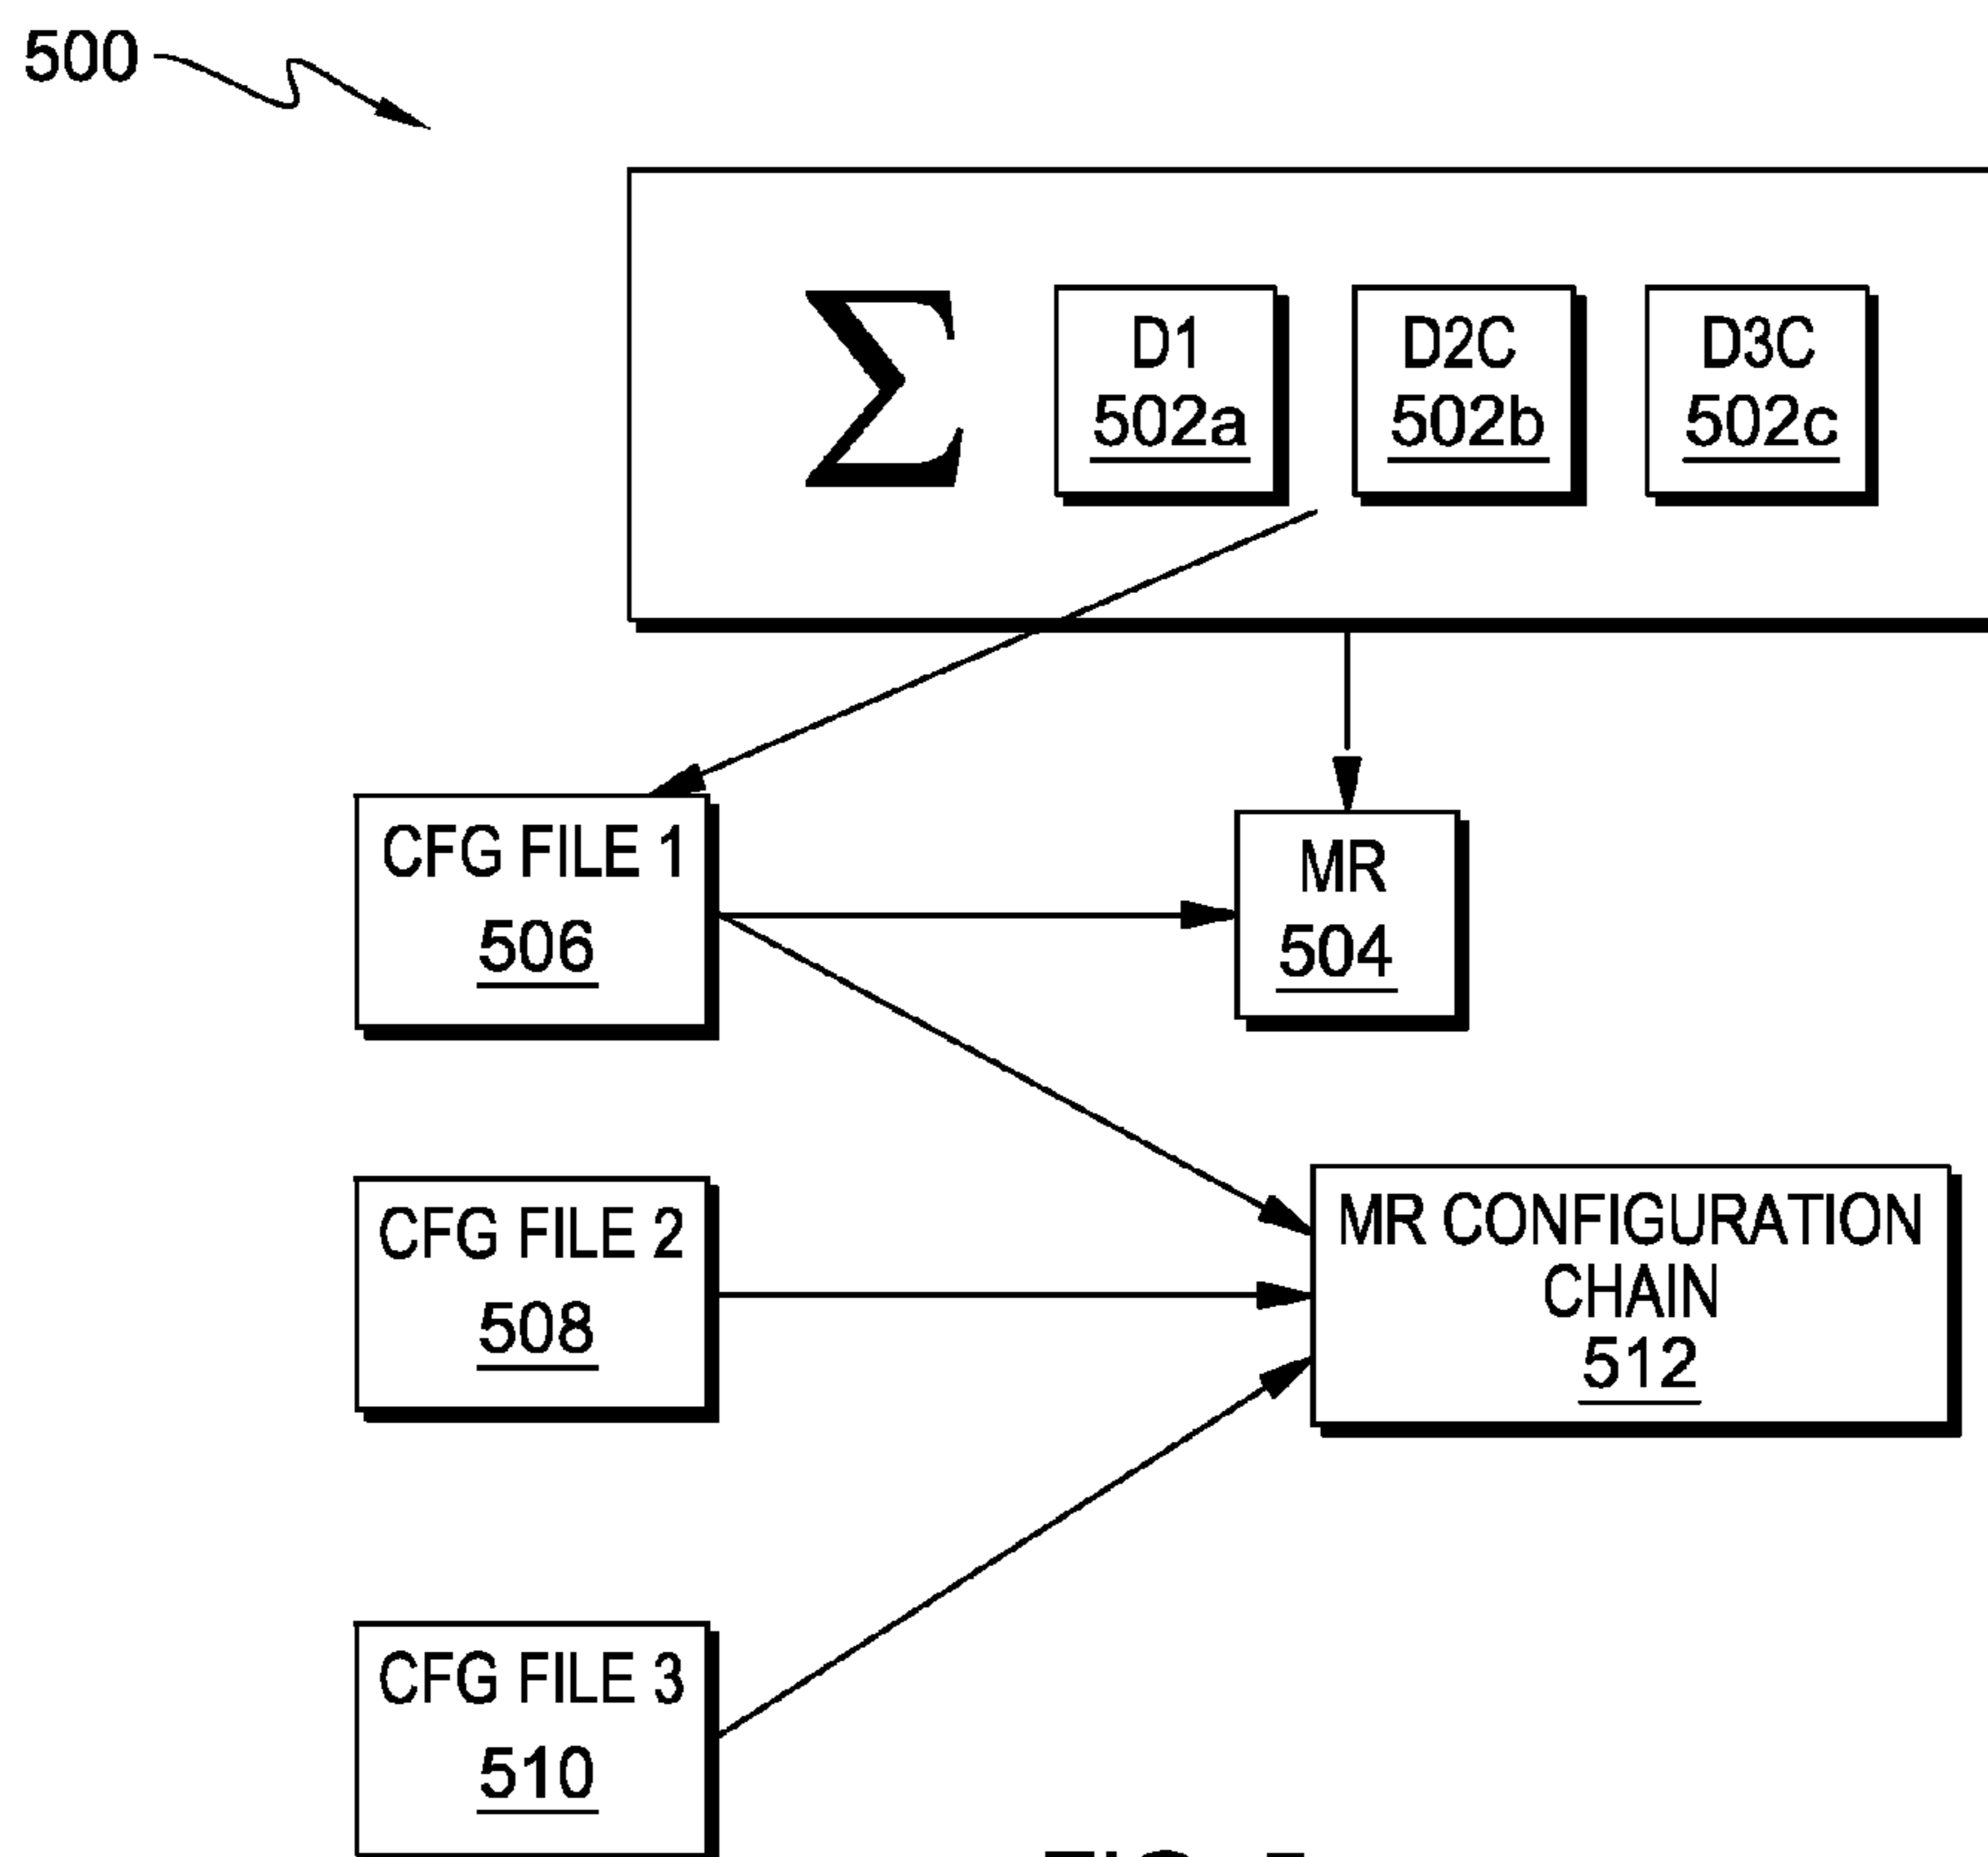 500
Σ
D1
502a
D2C
502b
D3C
502c
CFG FILE 1
506
MR
504
CFG FILE 2
508
MR CONFIGURATION
CHAIN
512
CFG FILE 3
510